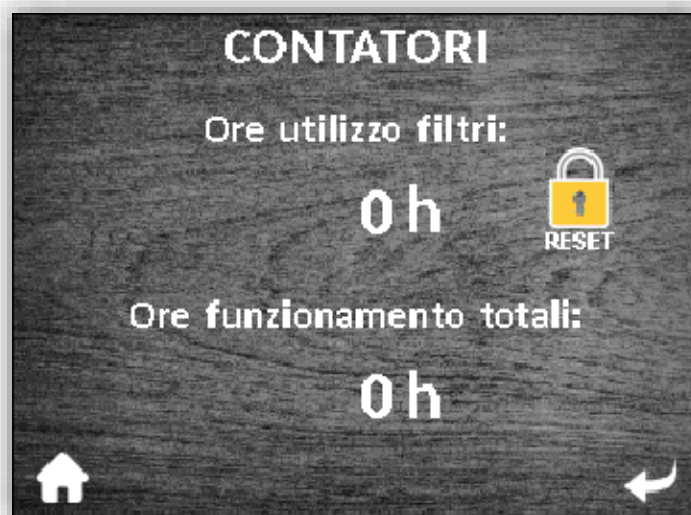 CONTATORI
Ore utilizzo filtri:
0 h
RESET
Ore funzionamento totali:
0 h